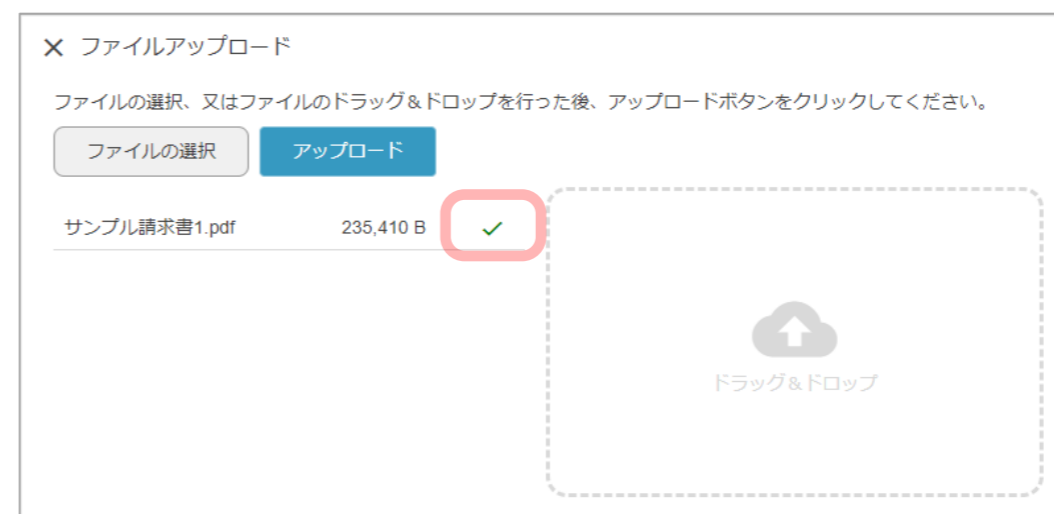 × ファイルアップロード
ファイルの選択、又はファイルのドラッグ&ドロップを行った後、アップロードボタンをクリックしてください。
ファイルの選択 アップロード
サンプル請求書1.pdf 235,410 B ✓
ドラッグ&ドロップ